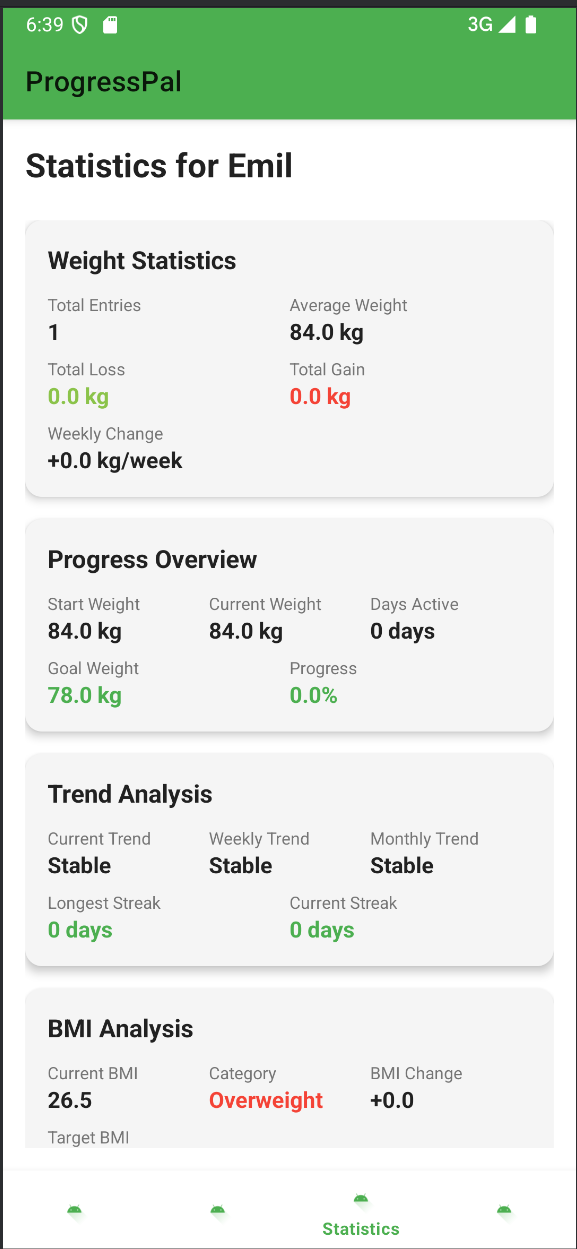 6:39 3G
ProgressPal
Statistics for Emil
Weight Statistics
Total Entries Average Weight
1 84.0 kg
Total Loss Total Gain
0.0 kg 0.0 kg
Weekly Change
+0.0 kg/week
Progress Overview
Start Weight Current Weight Days Active
84.0 kg 84.0 kg 0 days
Goal Weight Progress
78.0 kg 0.0%
Trend Analysis
Current Trend Weekly Trend Monthly Trend
Stable Stable Stable
Longest Streak Current Streak
0 days 0 days
BMI Analysis
Current BMI Category BMI Change
26.5 Overweight +0.0
Target BMI
Statistics